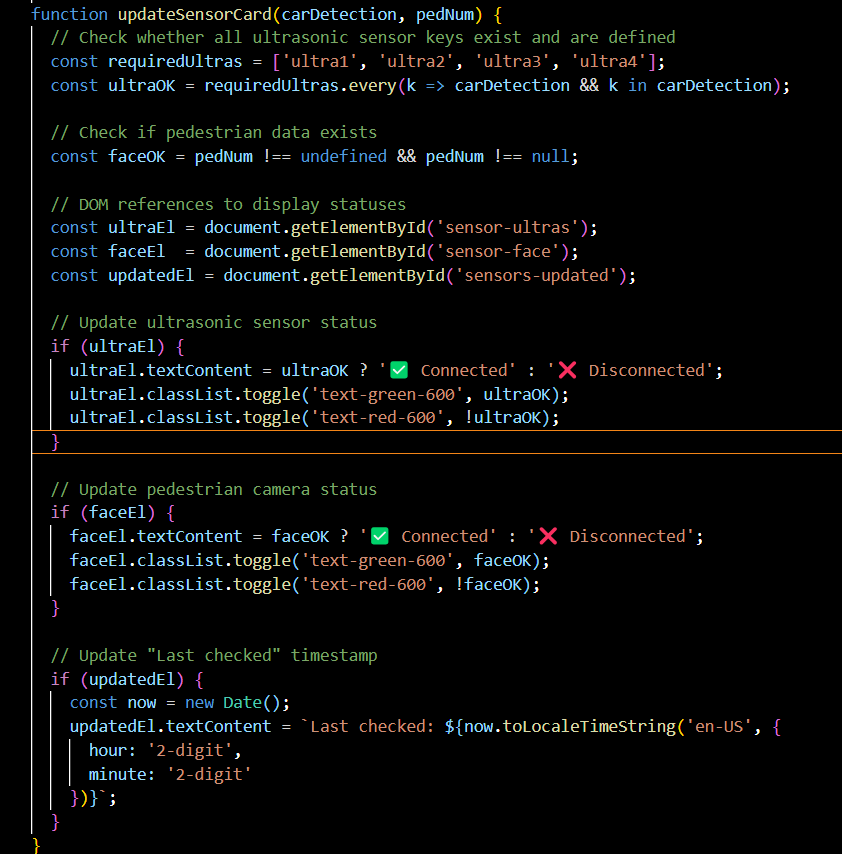 function updateSensorCard(carDetection, pedNum) {
  // Check whether all ultrasonic sensor keys exist and are defined
  const requiredUltras = ['ultra1', 'ultra2', 'ultra3', 'ultra4'];
  const ultraOK = requiredUltras.every(k => carDetection && k in carDetection);

  // Check if pedestrian data exists
  const faceOK = pedNum !== undefined && pedNum !== null;

  // DOM references to display statuses
  const ultraEl = document.getElementById('sensor-ultras');
  const faceEl  = document.getElementById('sensor-face');
  const updatedEl = document.getElementById('sensors-updated');

  // Update ultrasonic sensor status
  if (ultraEl) {
    ultraEl.textContent = ultraOK ? '✅ Connected' : '❌ Disconnected';
    ultraEl.classList.toggle('text-green-600', ultraOK);
    ultraEl.classList.toggle('text-red-600', !ultraOK);
  }

  // Update pedestrian camera status
  if (faceEl) {
    faceEl.textContent = faceOK ? '✅ Connected' : '❌ Disconnected';
    faceEl.classList.toggle('text-green-600', faceOK);
    faceEl.classList.toggle('text-red-600', !faceOK);
  }

  // Update "Last checked" timestamp
  if (updatedEl) {
    const now = new Date();
    updatedEl.textContent = `Last checked: ${now.toLocaleTimeString('en-US', {
      hour: '2-digit',
      minute: '2-digit'
    })}`;
  }
}